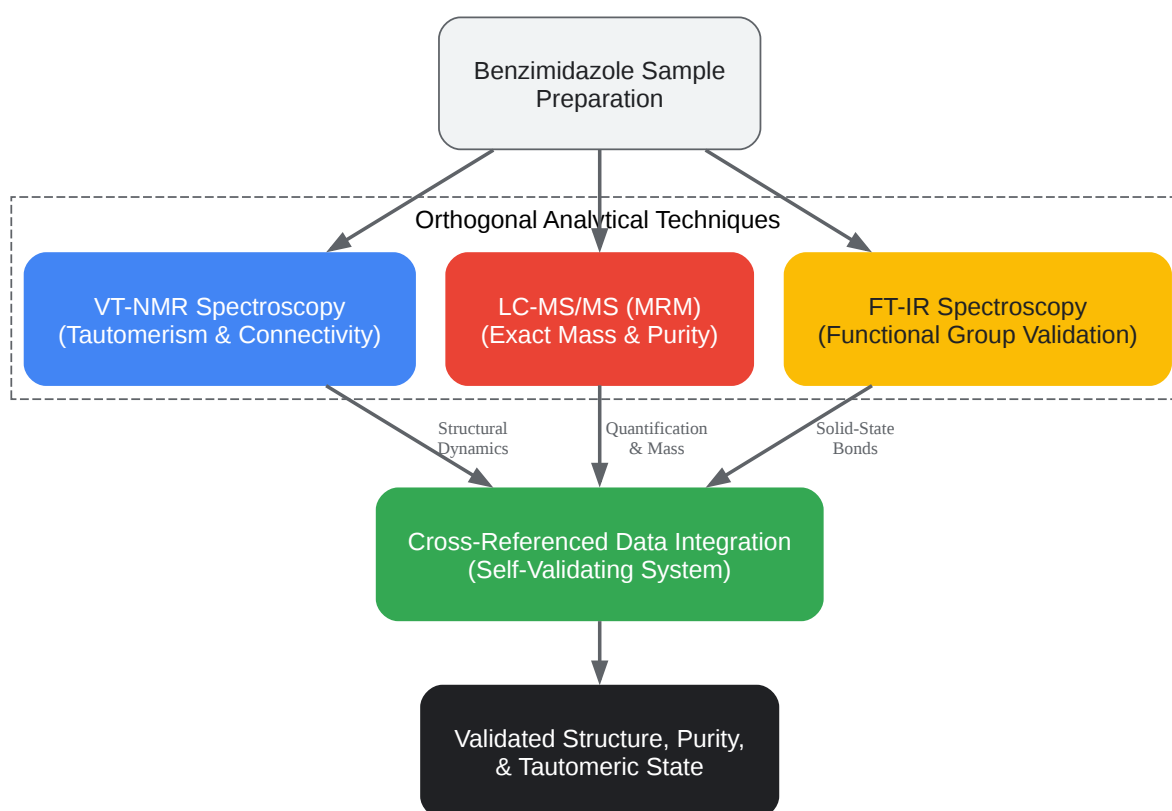 Benzimidazole Sample
Preparation
Orthogonal Analytical Techniques
VT-NMR Spectroscopy
(Tautomerism & Connectivity)
LC-MS/MS (MRM)
(Exact Mass & Purity)
FT-IR Spectroscopy
(Functional Group Validation)
Structural
Dynamics
Quantification
& Mass
Solid-State
Bonds
Cross-Referenced Data Integration
(Self-Validating System)
Validated Structure, Purity,
& Tautomeric State